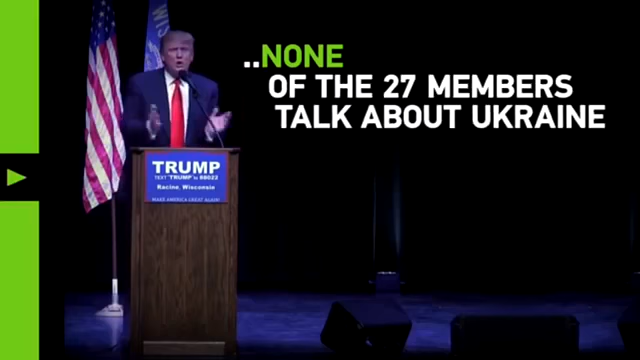 ..NONE
OF THE 27 MEMBERS
TALK ABOUT UKRAINE
TRUMP
TEXT "TRUMP" to 88022
Racine, Wisconsin
MAKE AMERICA GREAT AGAIN!
WIS